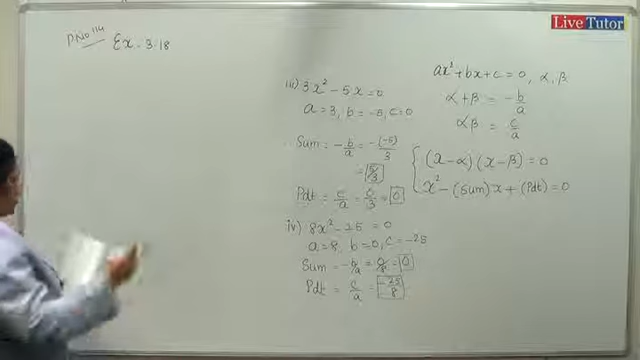 LiveTutor
P.No 114 Ex - 3.18
iii) 3x² - 5x = 0
a = 3, b = -5, c = 0
Sum = -b/a = -(-5)/3
= 5/3
Pdt = c/a = 0/3 = 0
iv) 8x² - 25 = 0
a = 8, b = 0, c = -25
Sum = -b/a = 0/8 = 0
Pdt = c/a = -25/8
ax² + bx + c = 0, α, β
α + β = -b/a
αβ = c/a
(x - α) (x - β) = 0
x² - (Sum) x + (Pdt) = 0